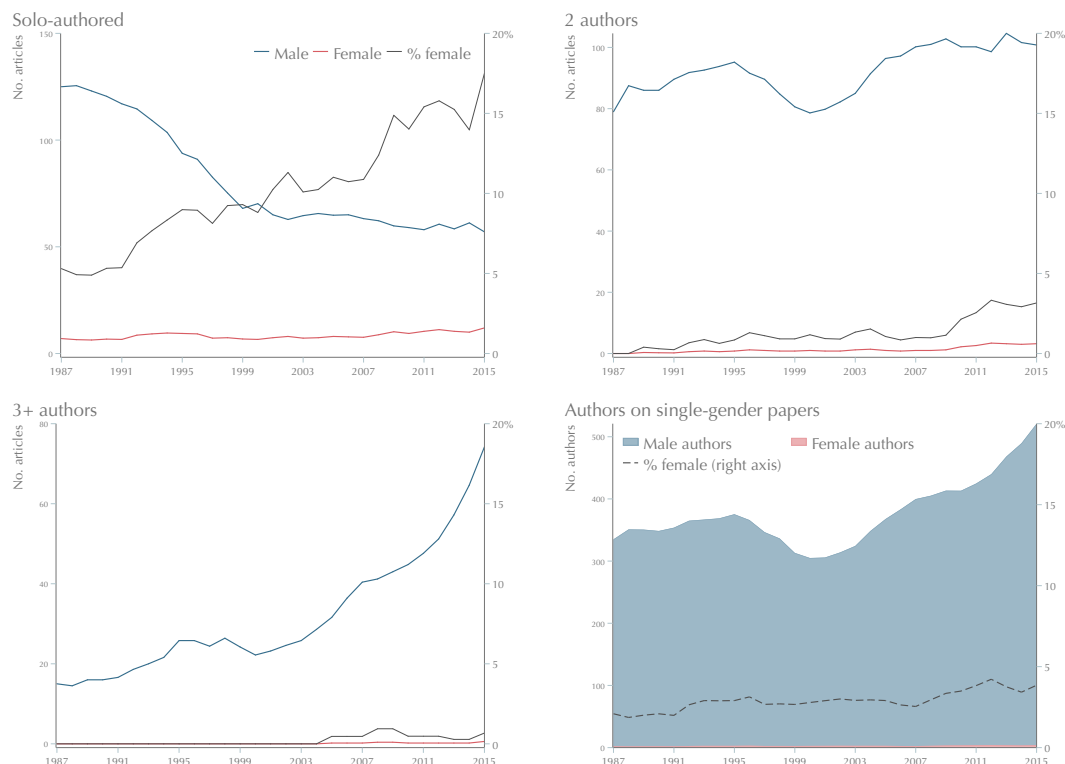 Solo-authored
No. articles
Male Female % female
150
100
50
0
20%
15
10
5
0
1987 1991 1995 1999 2003 2007 2011 2015
2 authors
No. articles
100
80
60
40
20
0
20%
15
10
5
0
1987 1991 1995 1999 2003 2007 2011 2015
3+ authors
No. articles
80
60
40
20
0
20%
15
10
5
0
1987 1991 1995 1999 2003 2007 2011 2015
Authors on single-gender papers
No. authors
Male authors Female authors
% female (right axis)
500
400
300
200
100
0
20%
15
10
5
0
1987 1991 1995 1999 2003 2007 2011 2015